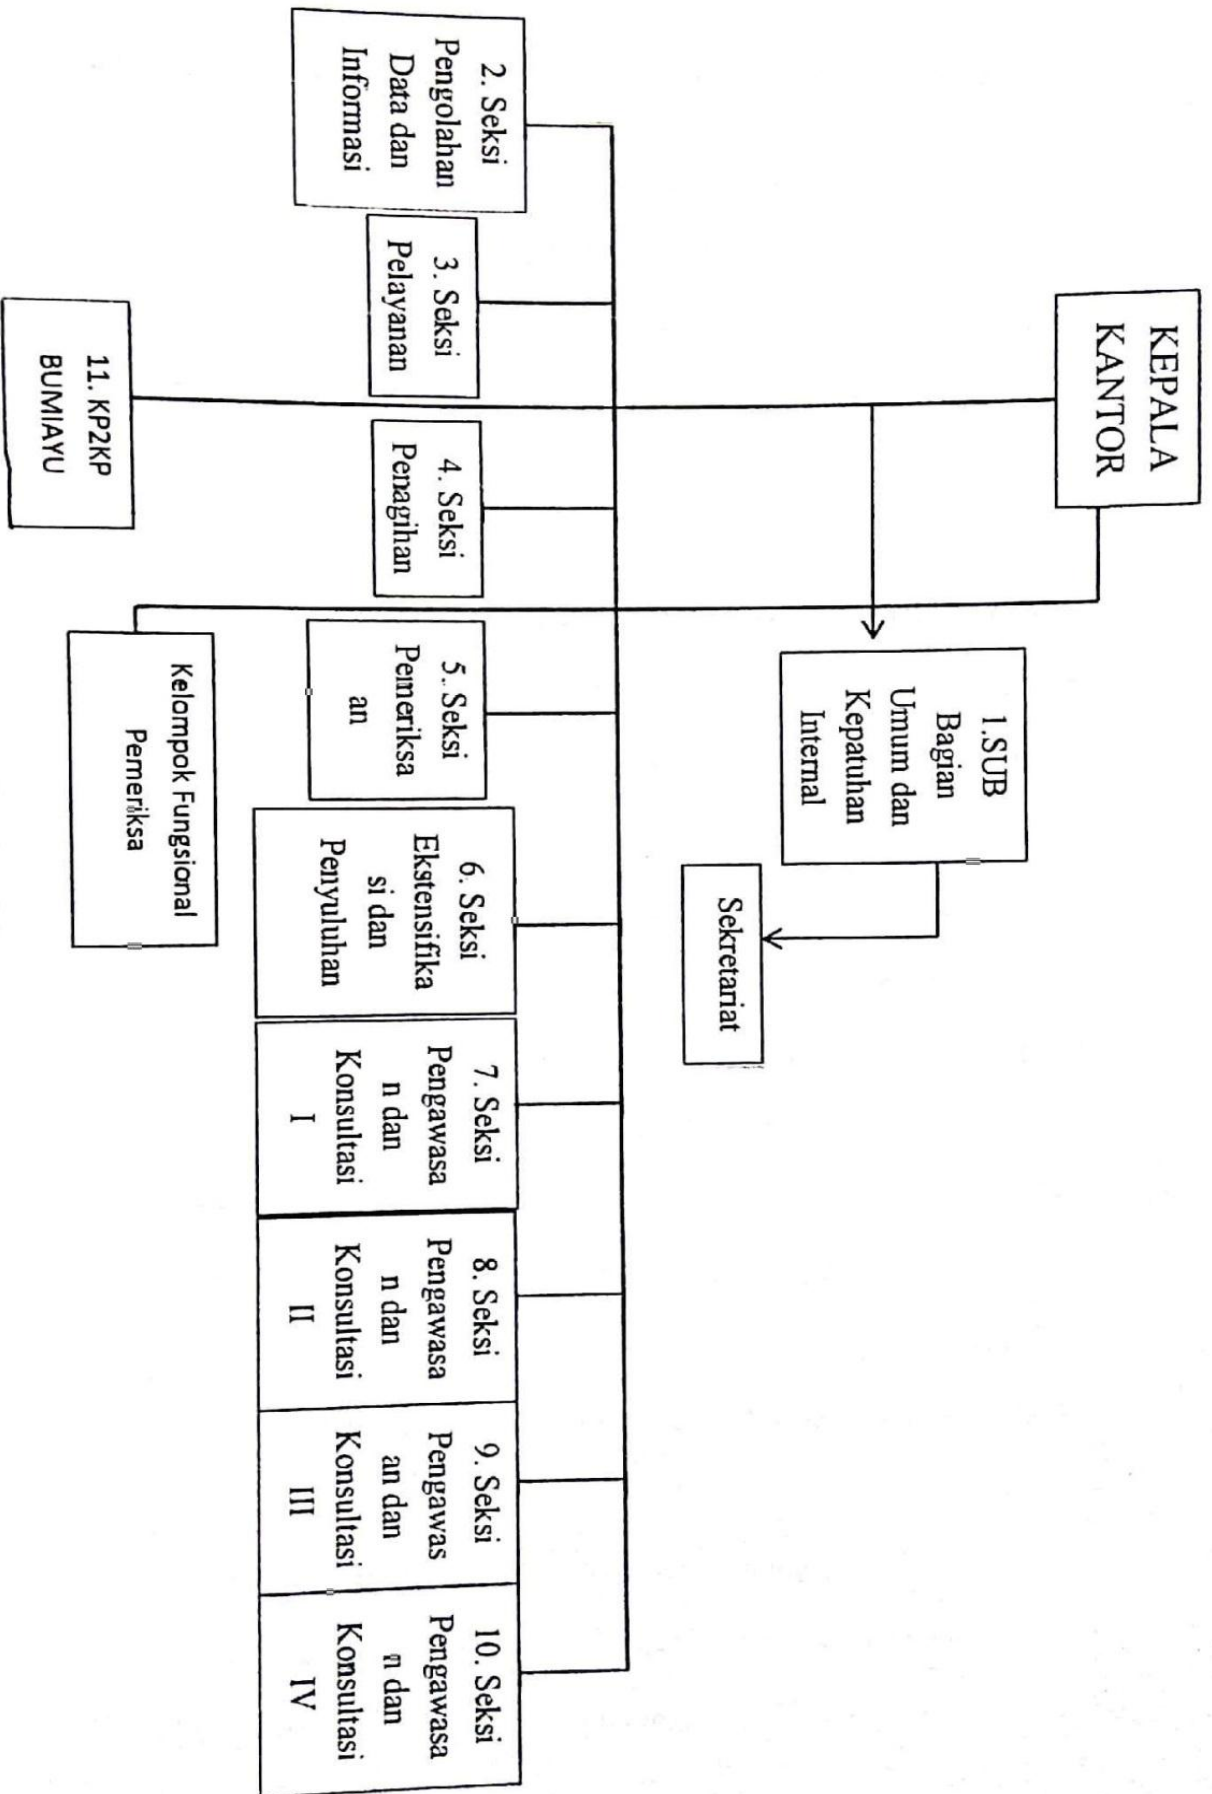 KEPALA
KANTOR
1.SUB
Bagian
Umum dan
Kepatuhan
Internal
Sekretariat
2. Seksi
Pengolahan
Data dan
Informasi
3. Seksi
Pelayanan
4. Seksi
Penagihan
5. Seksi
Pemeriksa
an
6. Seksi
Ekstensifika
si dan
Penyuluhan
7. Seksi
Pengawasa
n dan
Konsultasi
I
8. Seksi
Pengawasa
n dan
Konsultasi
II
9. Seksi
Pengawas
an dan
Konsultasi
III
10. Seksi
Pengawasa
n dan
Konsultasi
IV
11. KP2KP
BUMIAYU
Kelompok Fungsional
Pemeriksa